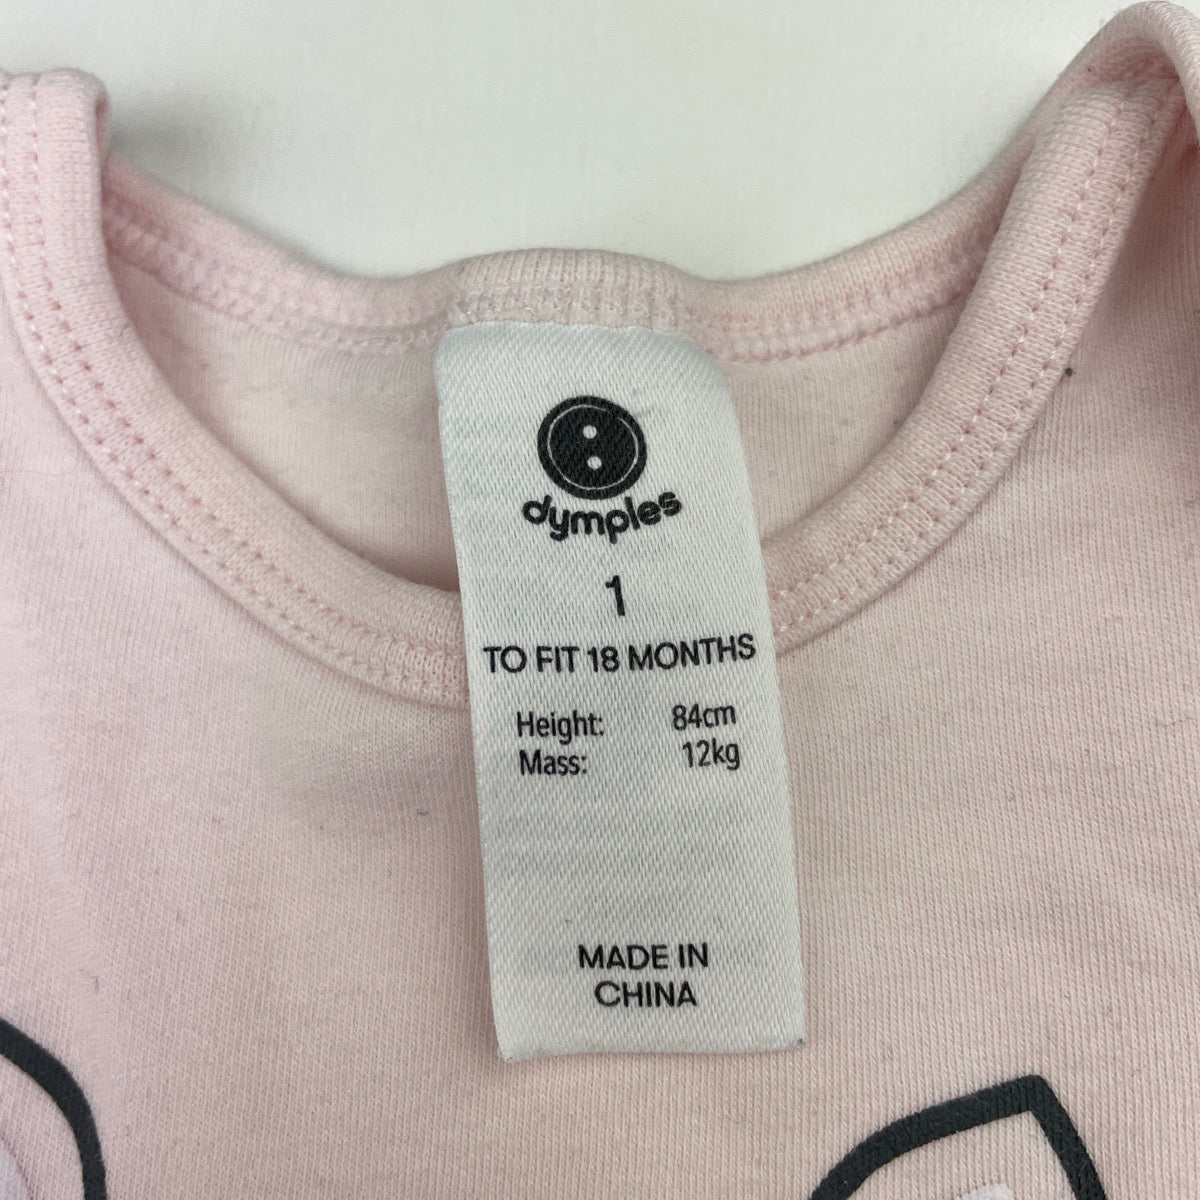 dymples
1
TO FIT 18 MONTHS
Height: 84cm
Mass: 12kg
MADE IN
CHINA